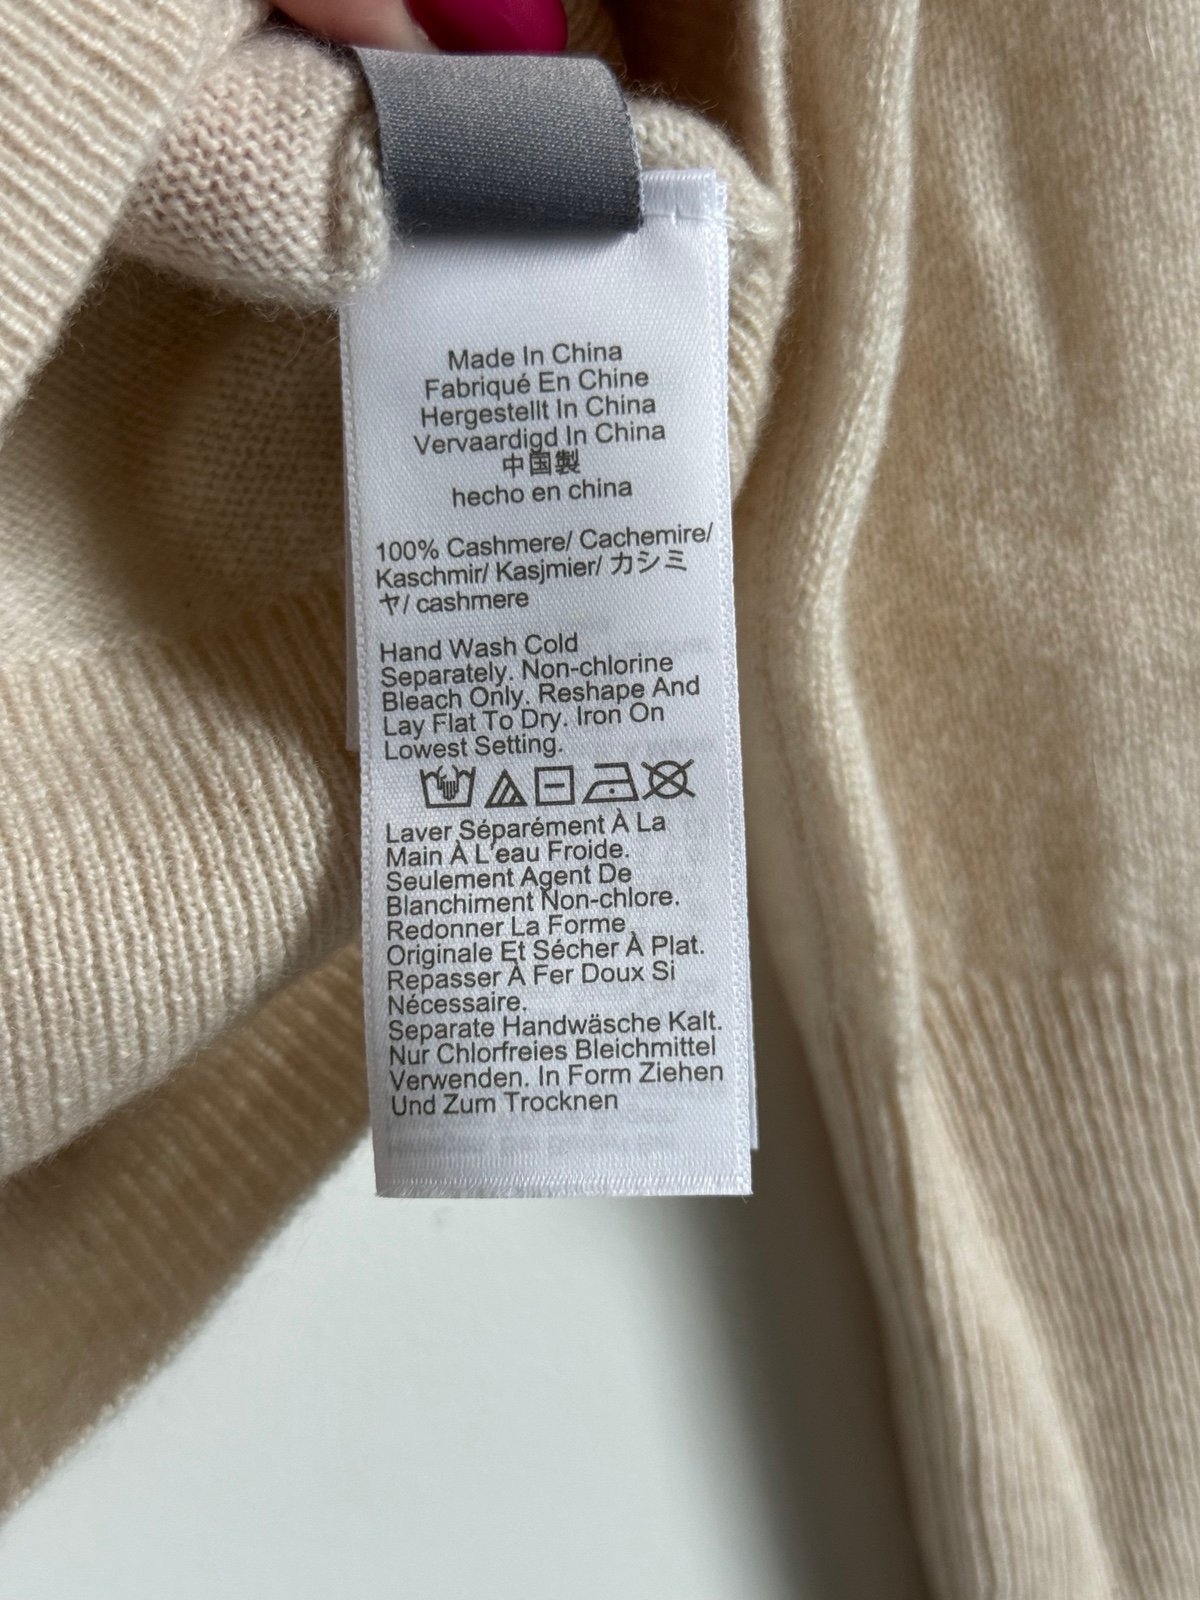 Made In China
Fabriqué En Chine
Hergestellt In China
Vervaardigd In China
中国製
hecho en china
100% Cashmere/ Cachemire/
Kaschmir/ Kasjmier/ カシミ
ヤ/ cashmere
Hand Wash Cold
Separately. Non-chlorine
Bleach Only. Reshape And
Lay Flat To Dry. Iron On
Lowest Setting.
Laver Séparément À La
Main À L'eau Froide.
Seulement Agent De
Blanchiment Non-chlore.
Redonner La Forme
Originale Et Sécher À Plat.
Repasser À Fer Doux Si
Nécessaire.
Separate Handwäsche Kalt.
Nur Chlorfreies Bleichmittel
Verwenden. In Form Ziehen
Und Zum Trocknen